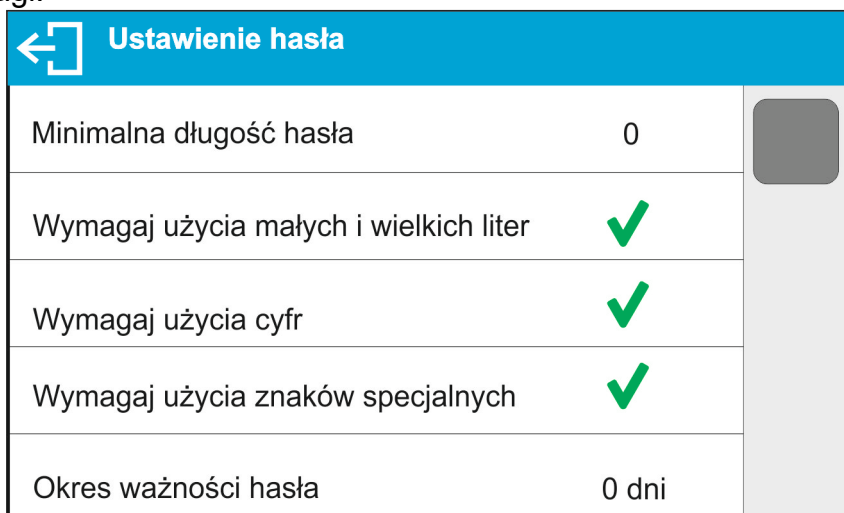 Ustawienie hasła
Minimalna długość hasła 0
Wymagaj użycia małych i wielkich liter
Wymagaj użycia cyfr
Wymagaj użycia znaków specjalnych
Okres ważności hasła 0 dni